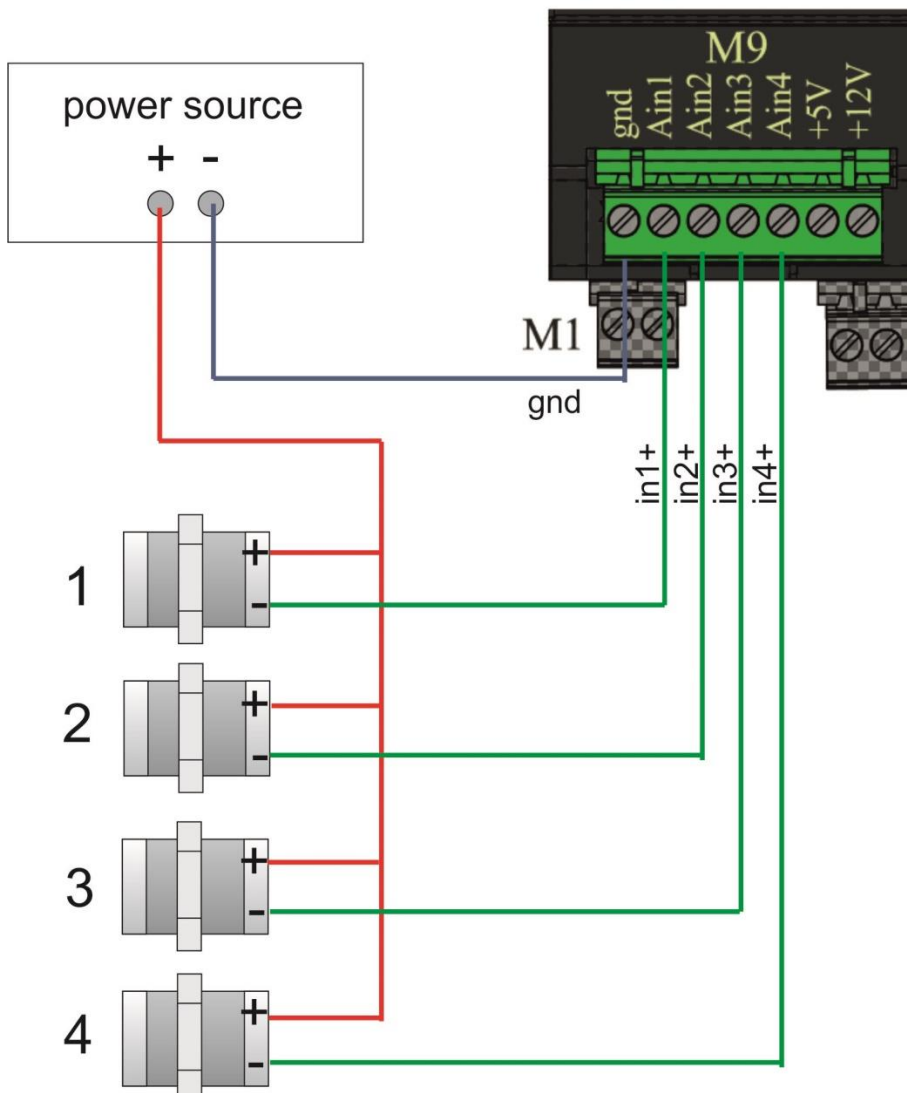 M9
power source
+ -
gnd
Ain1
Ain2
Ain3
Ain4
+5V
+12V
M1
gnd
in1+
in2+
in3+
in4+
1
+
-
2
+
-
3
+
-
4
+
-